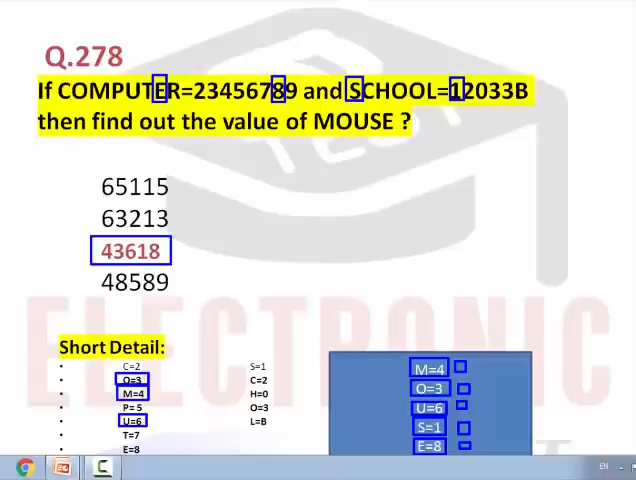 Q.278
If COMPUTER=23456789 and SCHOOL=12033B
then find out the value of MOUSE ?
65115
63213
43618
48589
Short Detail:
C=2
O=3
M=4
P= 5
U=6
T=7
E=8
S=1
C=2
H=0
O=3
L=B
M=4
O=3
U=6
S=1
E=8
TEST
ELECTRONIC
EN